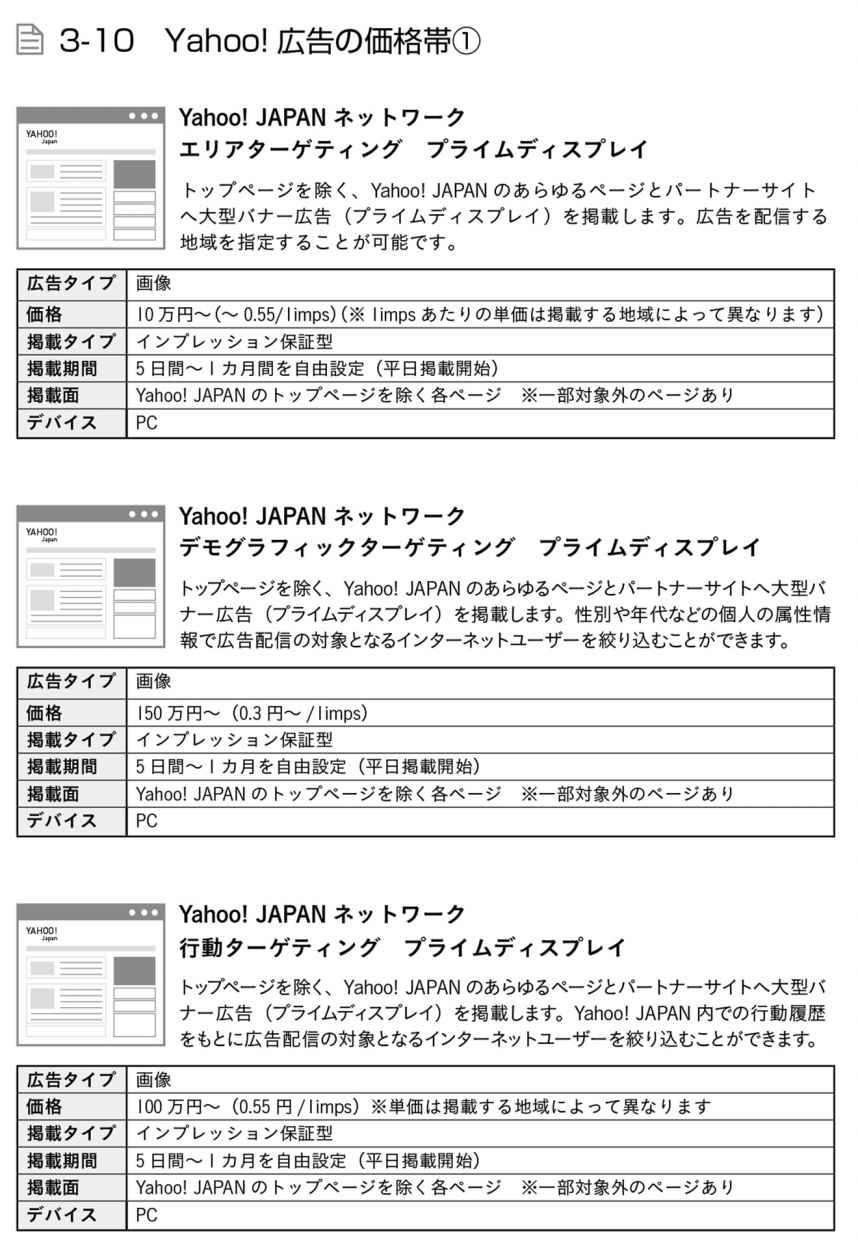 3-10　Yahoo! 広告の価格帯①
YAHOO!
Japan
Yahoo! JAPAN ネットワーク
エリアターゲティング　プライムディスプレイ
トップページを除く、Yahoo! JAPAN のあらゆるページとパートナーサイト
へ大型バナー広告（プライムディスプレイ）を掲載します。広告を配信する
地域を指定することが可能です。
広告タイプ　画像
価格　10 万円〜（〜 0.55/1imps）（※ 1imps あたりの単価は掲載する地域によって異なります）
掲載タイプ　インプレッション保証型
掲載期間　5 日間〜 1 カ月間を自由設定（平日掲載開始）
掲載面　Yahoo! JAPAN のトップページを除く各ページ　※一部対象外のページあり
デバイス　PC
YAHOO!
Japan
Yahoo! JAPAN ネットワーク
デモグラフィックターゲティング　プライムディスプレイ
トップページを除く、Yahoo! JAPAN のあらゆるページとパートナーサイトへ大型バ
ナー広告（プライムディスプレイ）を掲載します。性別や年代などの個人の属性情
報で広告配信の対象となるインターネットユーザーを絞り込むことができます。
広告タイプ　画像
価格　150 万円〜（0.3 円〜 /1imps）
掲載タイプ　インプレッション保証型
掲載期間　5 日間〜 1 カ月を自由設定（平日掲載開始）
掲載面　Yahoo! JAPAN のトップページを除く各ページ　※一部対象外のページあり
デバイス　PC
YAHOO!
Japan
Yahoo! JAPAN ネットワーク
行動ターゲティング　プライムディスプレイ
トップページを除く、Yahoo! JAPAN のあらゆるページとパートナーサイトへ大型バ
ナー広告（プライムディスプレイ）を掲載します。Yahoo! JAPAN 内での行動履歴
をもとに広告配信の対象となるインターネットユーザーを絞り込むことができます。
広告タイプ　画像
価格　100 万円〜（0.55 円 /1imps）※単価は掲載する地域によって異なります
掲載タイプ　インプレッション保証型
掲載期間　5 日間〜 1 カ月を自由設定（平日掲載開始）
掲載面　Yahoo! JAPAN のトップページを除く各ページ　※一部対象外のページあり
デバイス　PC